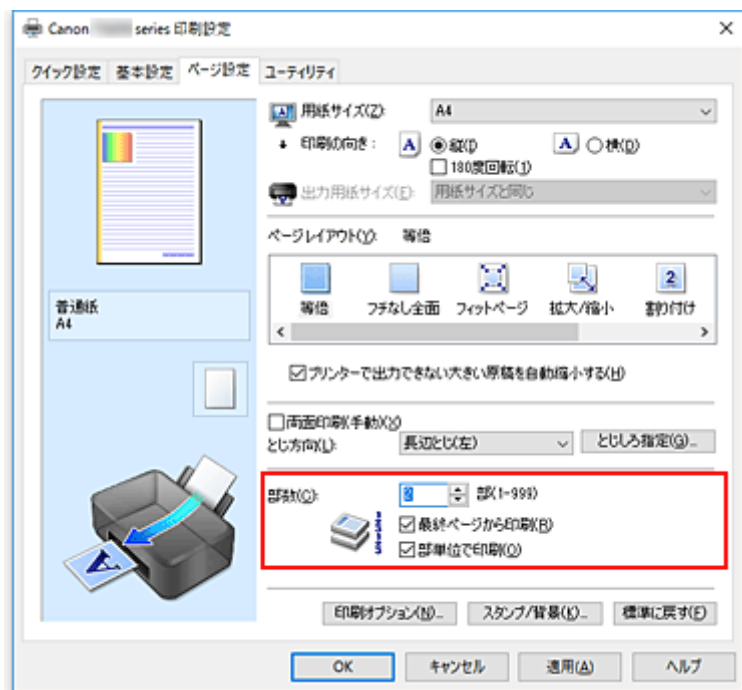 Canon series 印刷設定
クイック設定 基本設定 ページ設定 ユーティリティ
用紙サイズ(Z): A4
印刷の向き: A 縦(I) A 横(D)
180度回転(1)
出力用紙サイズ(E): 用紙サイズと同じ
ページレイアウト(Y): 等倍
等倍 フチなし全面 フィットページ 拡大/縮小 割り付け
普通紙
A4
プリンターで出力できない大きい原稿を自動縮小する(H)
両面印刷(手動)(X)
とじ方向(L): 長辺とじ(左) とじしろ指定(G)...
部数(C): 2 部(1-999)
最終ページから印刷(R)
部単位で印刷(O)
印刷オプション(N)... スタンプ/背景(K)... 標準に戻す(F)
OK キャンセル 適用(A) ヘルプ